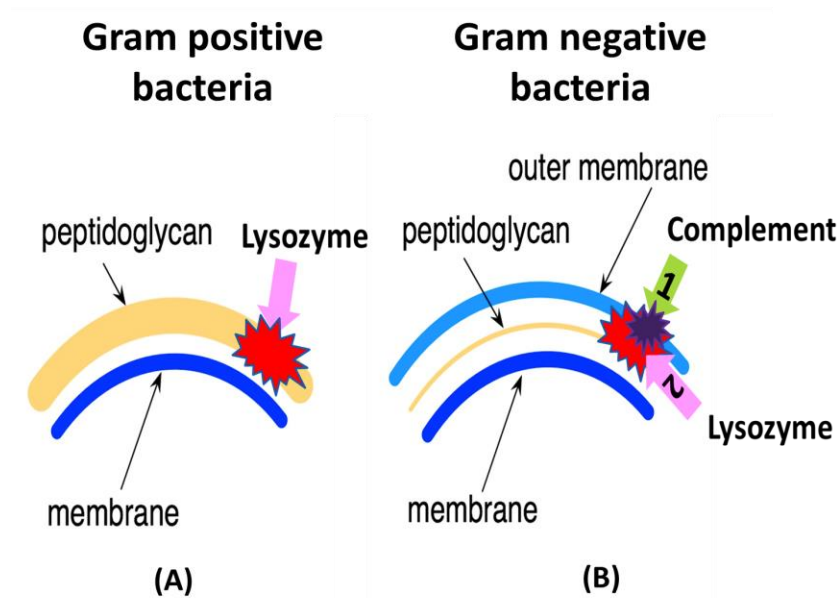 Gram positive
bacteria
peptidoglycan
Lysozyme
membrane
(A)
Gram negative
bacteria
outer membrane
peptidoglycan
Complement
1
2
Lysozyme
membrane
(B)